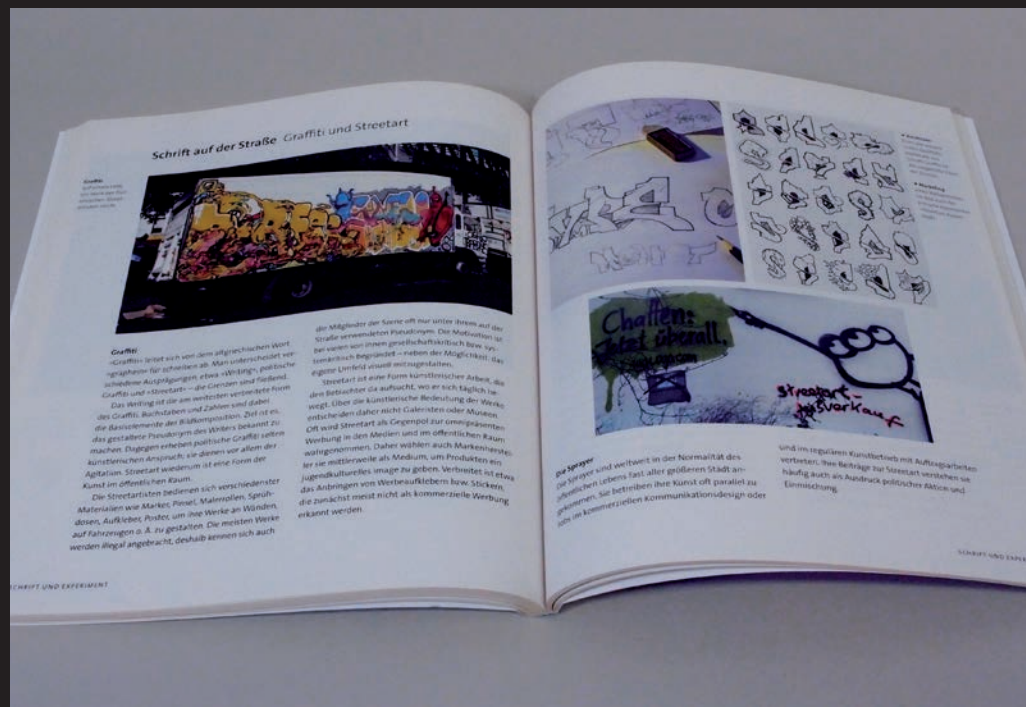 Schrift auf der Straße Graffiti und Streetart
Graffiti
Graffiti
»Graffiti« leitet sich von dem altgriechischen Wort
»graphein« für schreiben ab. Man unterscheidet ver-
schiedene Ausprägungen, etwa »Writing«, politische
Graffiti und »Streetart« – die Grenzen sind fließend.
Das Writing ist die am weitesten verbreitete Form
des Graffiti. Buchstaben und Zahlen sind dabei
die Basiselemente der Bildkomposition. Ziel ist es,
das gestaltete Pseudonym des Writers bekannt zu
machen. Dagegen erheben politische Graffiti selten
künstlerischen Anspruch; sie dienen vor allem der
Agitation. Streetart wiederum ist eine Form der
Kunst im öffentlichen Raum.
Die Streetartisten bedienen sich verschiedenster
Materialien wie Marker, Pinsel, Malerrollen, Sprüh-
dosen, Aufkleber, Poster, um ihre Werke an Wänden,
auf Fahrzeugen o. Ä. zu gestalten. Die meisten Werke
werden illegal angebracht, deshalb kennen sich auch
SCHRIFT UND EXPERIMENT
die Mitglieder der Szene oft nur unter ihrem auf der
Straße verwendeten Pseudonym. Die Motivation ist
bei vielen von ihnen gesellschaftskritisch bzw. sys-
temkritisch begründet – neben der Möglichkeit, das
eigene Umfeld visuell mitzugestalten.
Streetart ist eine Form künstlerischer Arbeit, die
den Betrachter da aufsucht, wo er sich täglich be-
wegt. Über die künstlerische Bedeutung der Werke
entscheiden daher nicht Galeristen oder Museen.
Oft wird Streetart als Gegenpol zur omnipräsenten
Werbung in den Medien und im öffentlichen Raum
wahrgenommen. Daher wählen auch Markenherstel-
ler sie mittlerweile als Medium, um Produkten ein
jugendkulturelles Image zu geben. Verbreitet ist etwa
das Anbringen von Werbeaufklebern bzw. Stickern,
die zunächst meist nicht als kommerzielle Werbung
erkannt werden.
Chatten:
Jetzt überall.
streetart-
ausverkauf
Die Sprayer
Die Sprayer sind weltweit in der Normalität des
öffentlichen Lebens fast aller größeren Städt an-
gekommen. Sie betreiben ihre Kunst oft parallel zu
Jobs im kommerziellen Kommunikationsdesign oder
sind im regulären Kunstbetrieb mit Auftragsarbeiten
vertreten. Ihre Beiträge zur Streetart verstehen sie
häufig auch als Ausdruck politischer Aktion und
Einmischung.
SCHRIFT UND EXPER